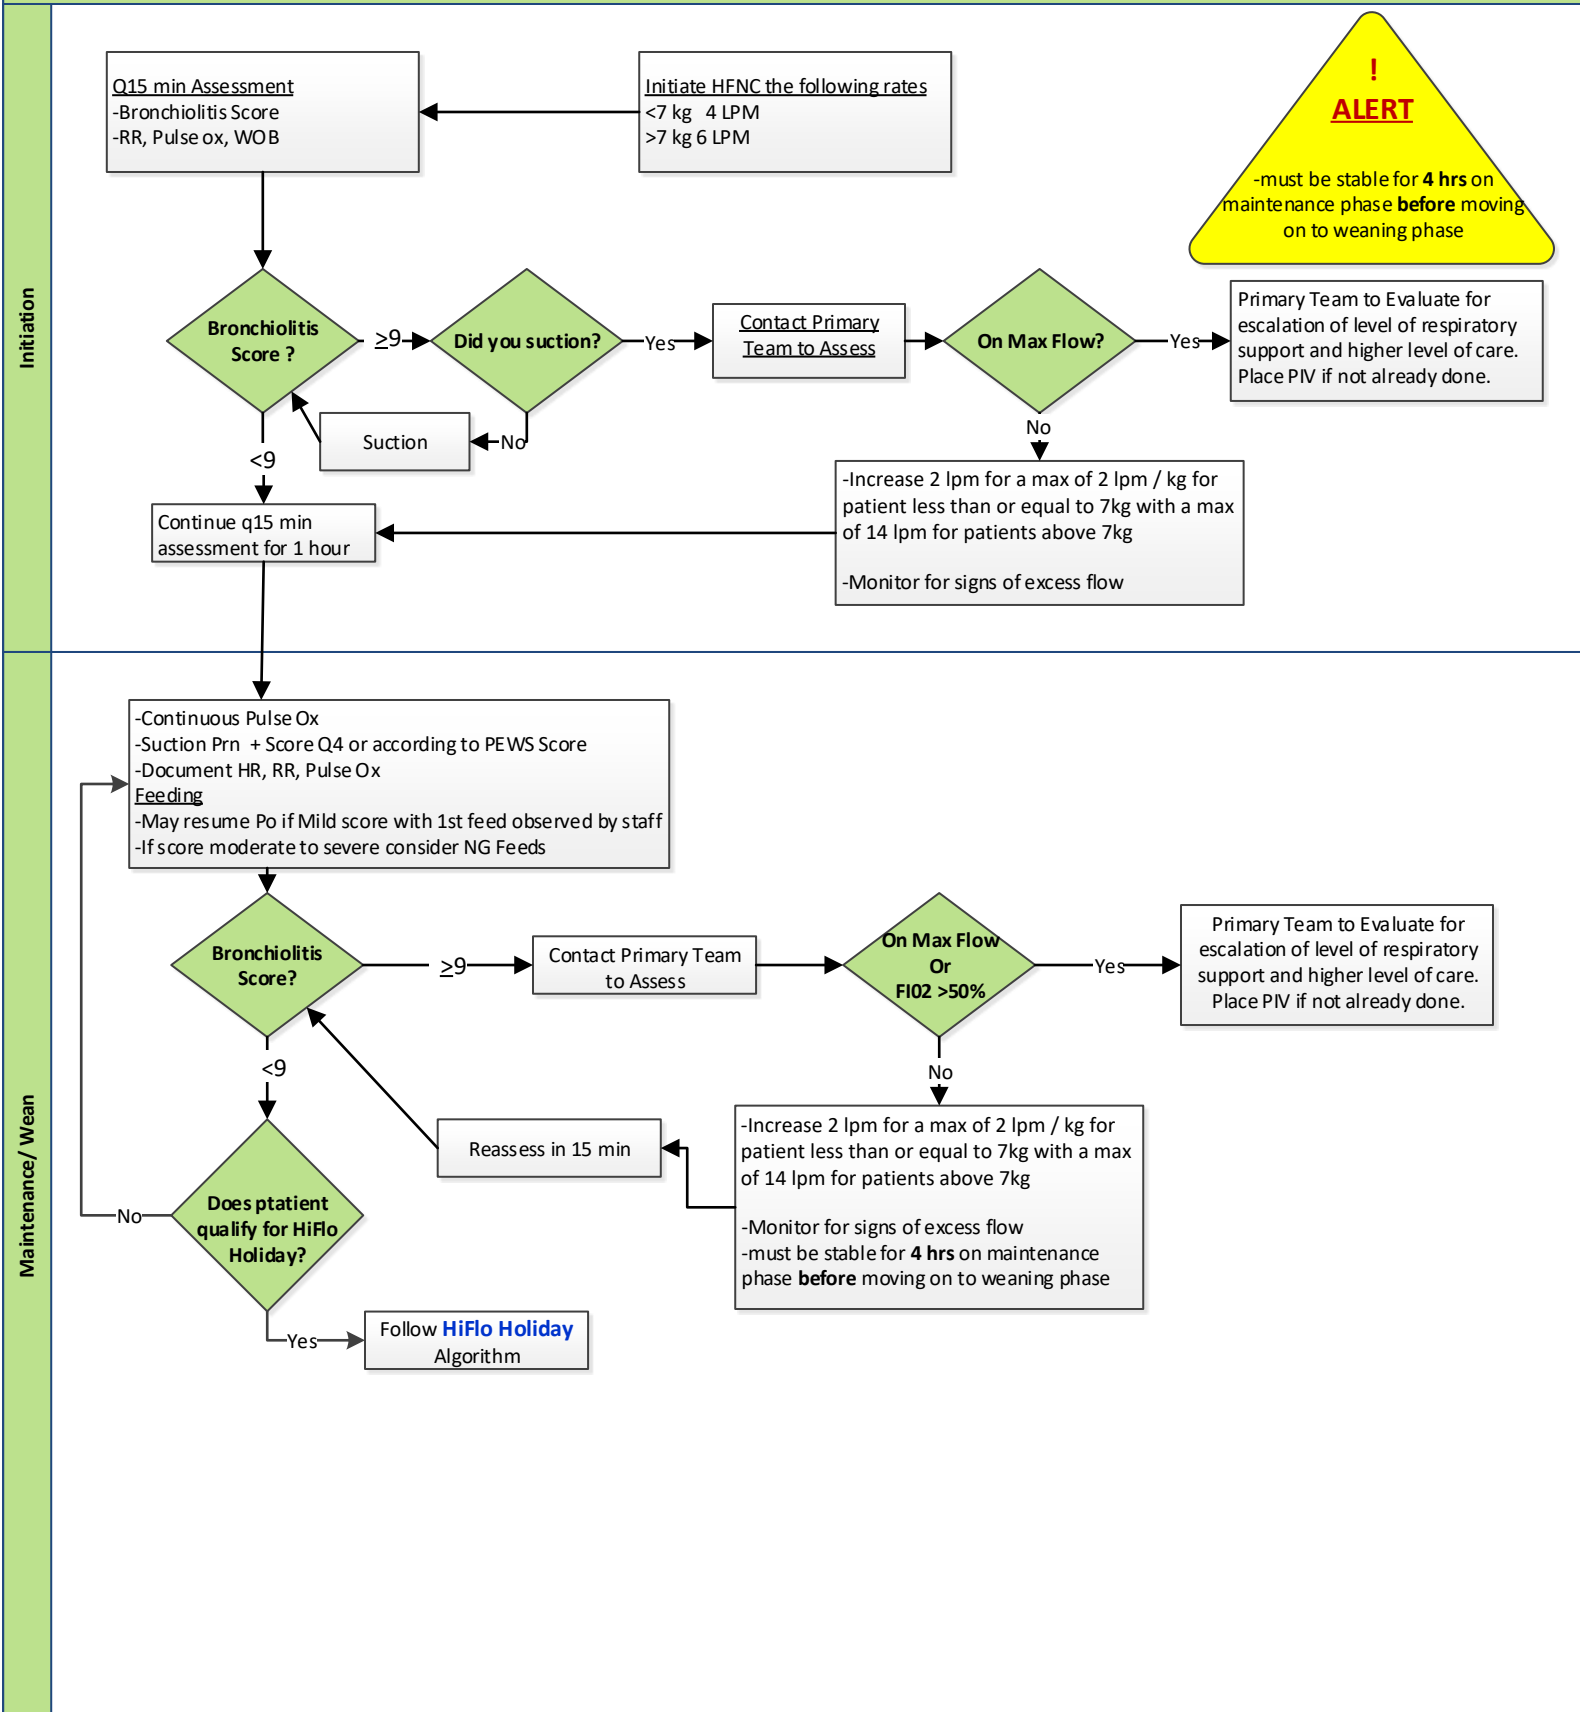 Initiation
Q15 min Assessment
-Bronchiolitis Score
-RR, Pulse ox, WOB
Initiate HFNC the following rates
<7 kg   4 LPM
>7 kg 6 LPM
!
ALERT
-must be stable for 4 hrs on
maintenance phase before moving
on to weaning phase
Bronchiolitis
Score ?
≥9
Did you suction?
Yes
Contact Primary
Team to Assess
On Max Flow?
Yes
Primary Team to Evaluate for
escalation of level of respiratory
support and higher level of care.
Place PIV if not already done.
No
Suction
<9
No
-Increase 2 lpm for a max of 2 lpm / kg for
patient less than or equal to 7kg with a max
of 14 lpm for patients above 7kg
-Monitor for signs of excess flow
Continue q15 min
assessment for 1 hour
Maintenance/ Wean
-Continuous Pulse Ox
-Suction Prn  + Score Q4 or according to PEWS Score
-Document HR, RR, Pulse Ox
Feeding
-May resume Po if Mild score with 1st feed observed by staff
-If score moderate to severe consider NG Feeds
Bronchiolitis
Score?
≥9
Contact Primary Team
to Assess
On Max Flow
Or
FI02 >50%
Yes
Primary Team to Evaluate for
escalation of level of respiratory
support and higher level of care.
Place PIV if not already done.
<9
No
-Increase 2 lpm for a max of 2 lpm / kg for
patient less than or equal to 7kg with a max
of 14 lpm for patients above 7kg
-Monitor for signs of excess flow
-must be stable for 4 hrs on maintenance
phase before moving on to weaning phase
Reassess in 15 min
Does ptatient
qualify for HiFlo
Holiday?
No
Yes
Follow HiFlo Holiday
Algorithm